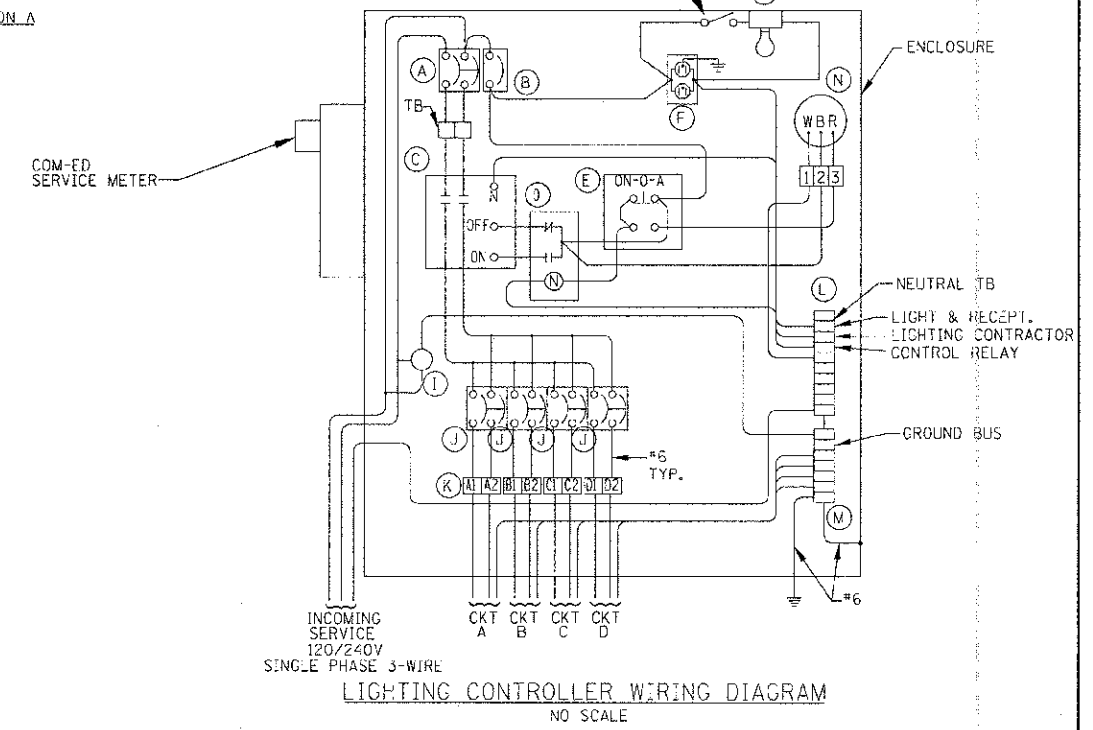 ON A
ENCLOSURE
A
B
N
F
TB
W B R
COM-ED
SERVICE METER
C
1 2 3
E
ON-O-A
D
N
OFF
ON
N
L
NEUTRAL TB
LIGHT & RECEPT.
LIGHTING CONTRACTOR
CONTROL RELAY
I
J J J J
GROUND BUS
#6
TYP.
K A1 A2 B1 B2 C1 C2 D1 D2
M
#6
INCOMING
SERVICE
120/240V
SINGLE PHASE 3-WIRE
CKT
A
CKT
B
CKT
C
CKT
D
LIGHTING CONTROLLER WIRING DIAGRAM
NO SCALE